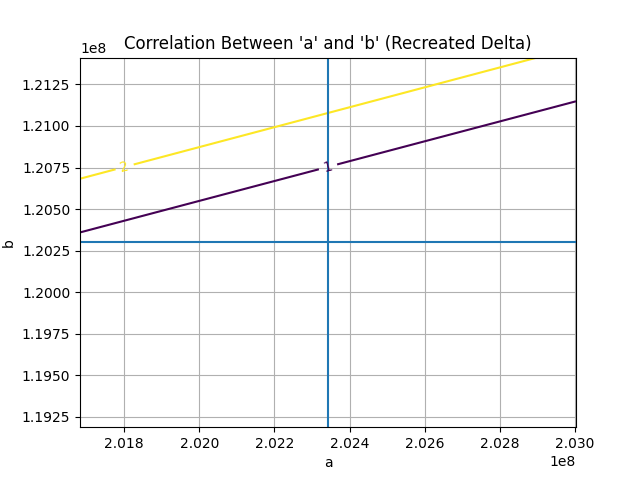 Correlation Between 'a' and 'b' (Recreated Delta)
1e8
1.2125
1.2100
1.2075
1.2050
1.2025
1.2000
1.1975
1.1950
1.1925
b
2
1
2.018 2.020 2.022 2.024 2.026 2.028 2.030
a
1e8